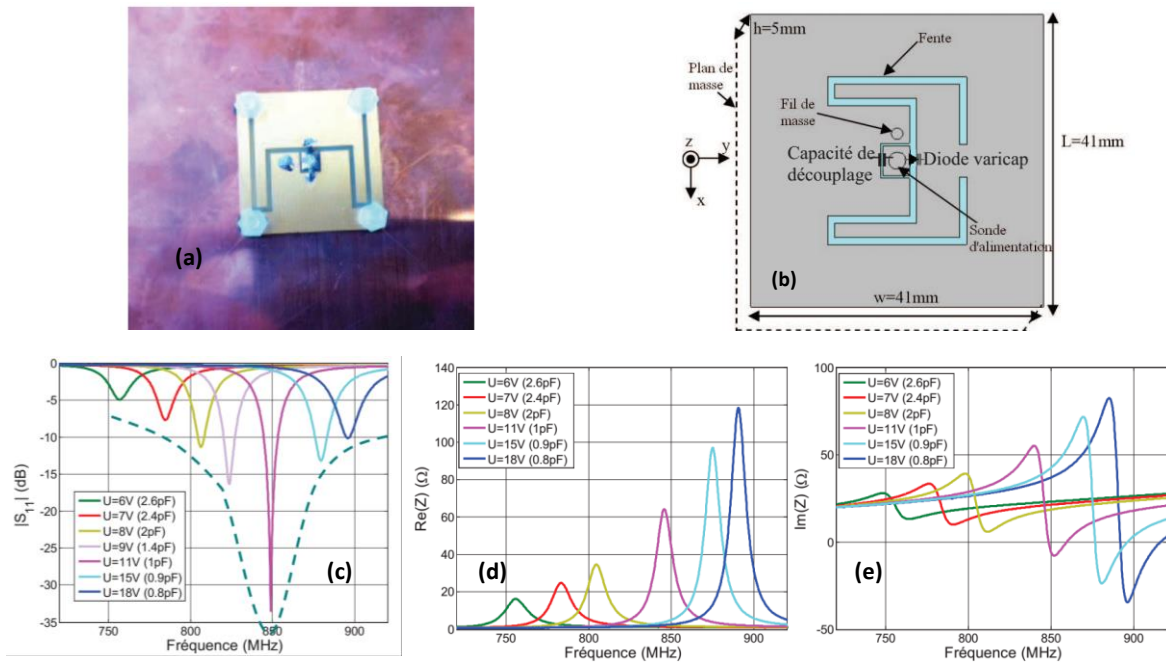 (a)
h=5mm
Fente
Plan de
masse
Fil de
masse
z
y
x
Capacité de
découplage
Diode varicap
L=41mm
Sonde
d'alimentation
(b)
w=41mm
0
-5
-10
-15
-20
-25
-30
-35
|S11| (dB)
U=6V (2.6pF)
U=7V (2.4pF)
U=8V (2pF)
U=9V (1.4pF)
U=11V (1pF)
U=15V (0.9pF)
U=18V (0.8pF)
(c)
750 800 850 900
Fréquence (MHz)
140
120
100
80
60
40
20
0
Re(Z) (Ω)
U=6V (2.6pF)
U=7V (2.4pF)
U=8V (2pF)
U=11V (1pF)
U=15V (0.9pF)
U=18V (0.8pF)
(d)
750 800 850 900
Fréquence (MHz)
100
50
0
-50
Im(Z) (Ω)
U=6V (2.6pF)
U=7V (2.4pF)
U=8V (2pF)
U=11V (1pF)
U=15V (0.9pF)
U=18V (0.8pF)
(e)
750 800 850 900
Fréquence (MHz)